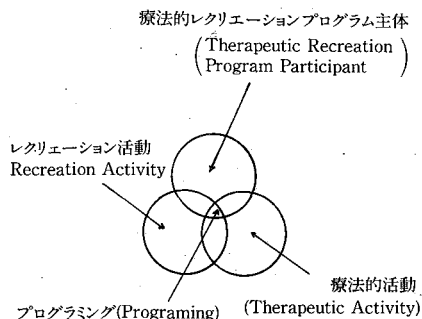 療法的レクリエーションプログラム主体
(Therapeutic Recreation
Program Participant)
レクリェーション活動
Recreation Activity
療法的活動
(Therapeutic Activity)
プログラミング(Programing)